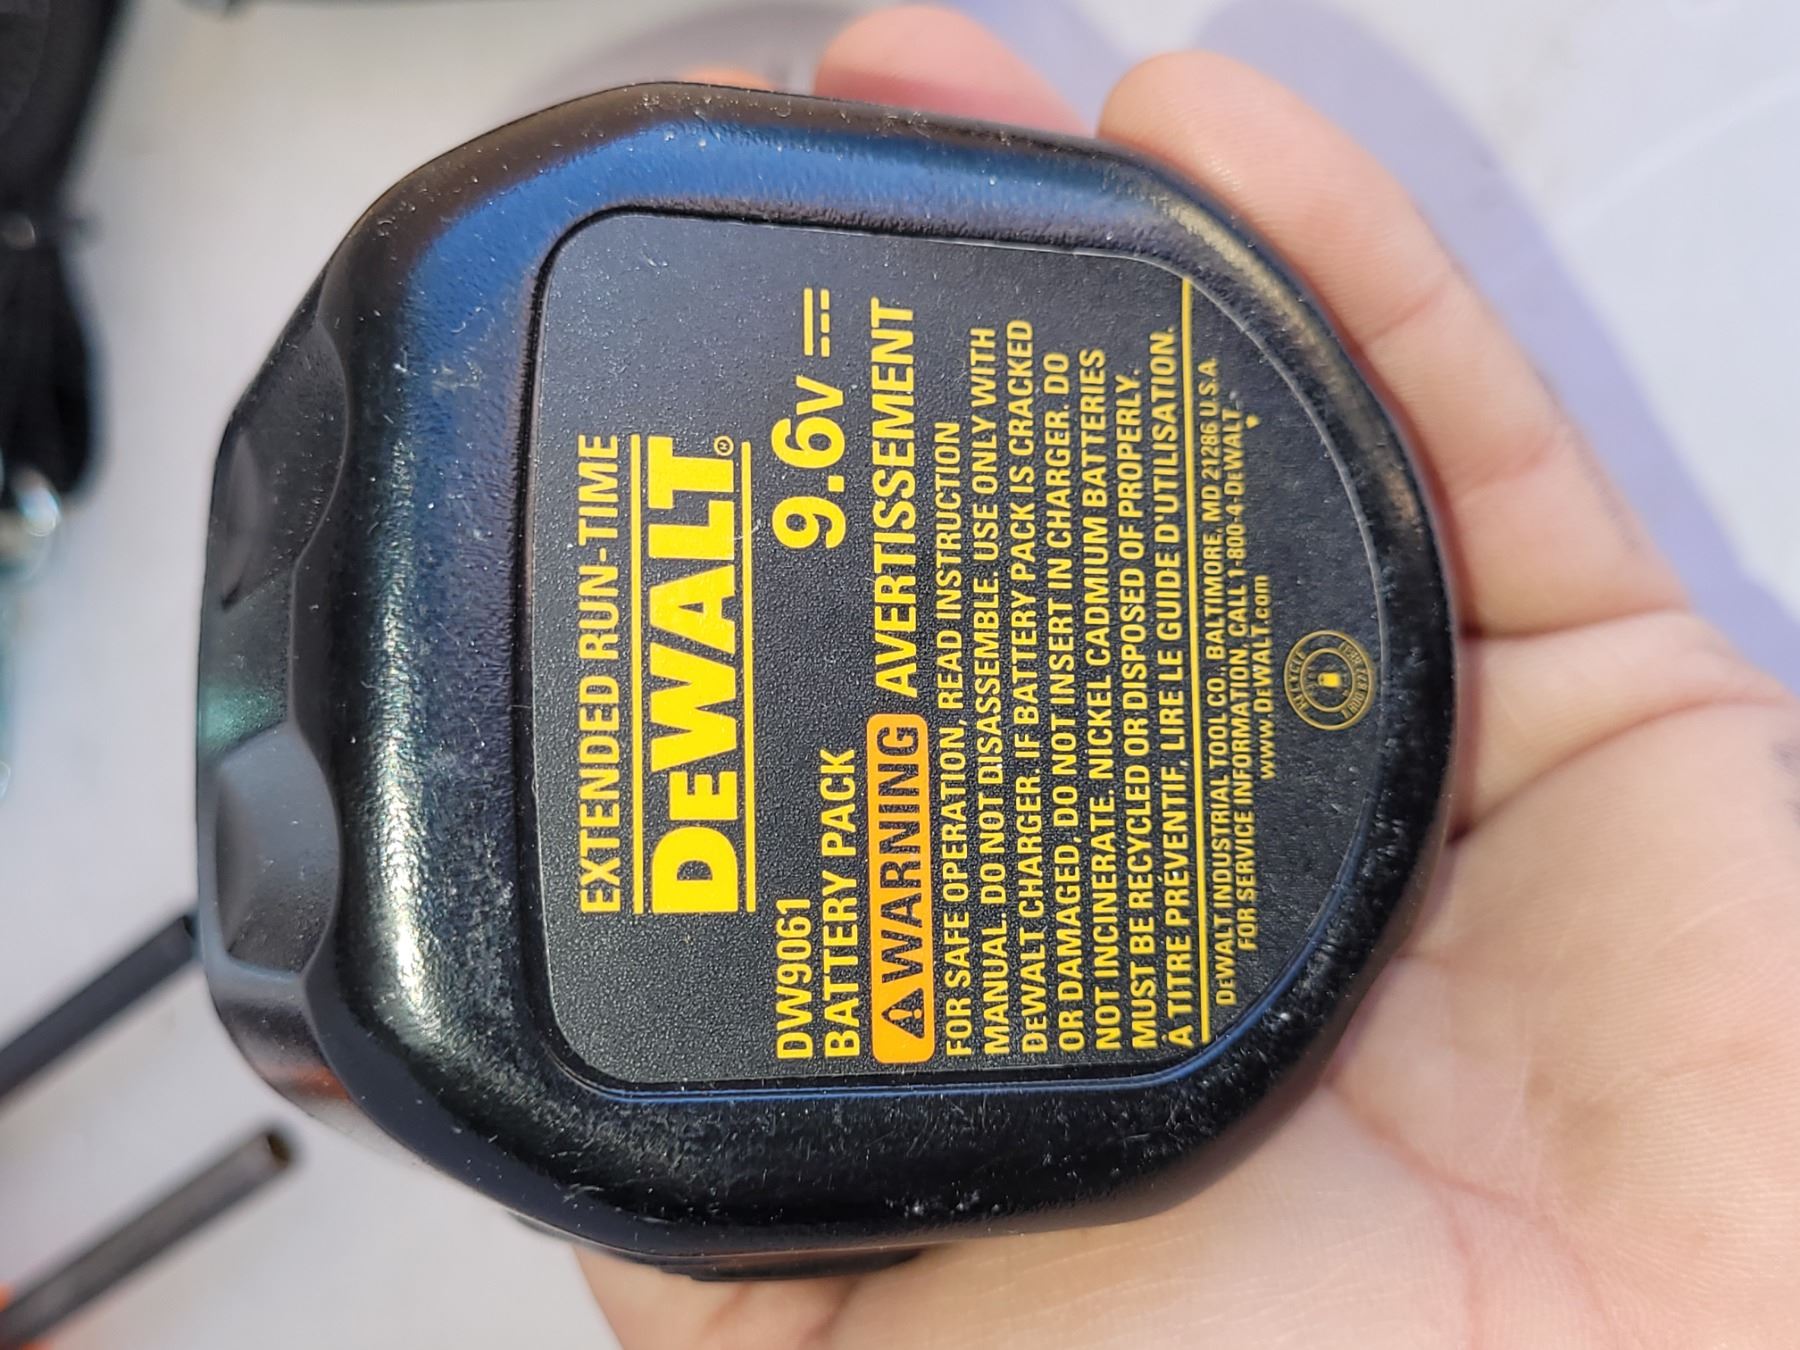 EXTENDED RUN-TIME
DEWALT®
DW9061
BATTERY PACK
9.6v
WARNING AVERTISSEMENT
FOR SAFE OPERATION, READ INSTRUCTION
MANUAL. DO NOT DISASSEMBLE. USE ONLY WITH
DEWALT CHARGER. IF BATTERY PACK IS CRACKED
OR DAMAGED, DO NOT INSERT IN CHARGER. DO
NOT INCINERATE. NICKEL CADMIUM BATTERIES
MUST BE RECYCLED OR DISPOSED OF PROPERLY.
À TITRE PRÉVENTIF, LIRE LE GUIDE D'UTILISATION.
DeWALT INDUSTRIAL TOOL CO. BALTIMORE, MD 21286 U.S.A
FOR SERVICE INFORMATION, CALL 1-800-4-DeWALT.
www.DeWALT.com